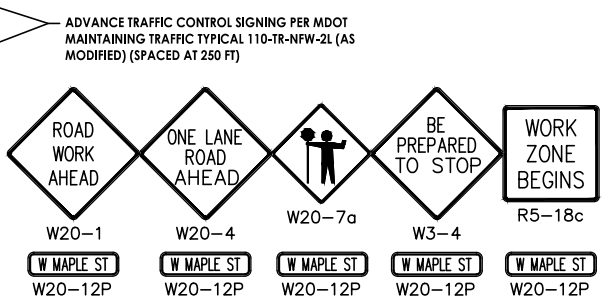 ADVANCE TRAFFIC CONTROL SIGNING PER MDOT
MAINTAINING TRAFFIC TYPICAL 110-TR-NFW-2L (AS
MODIFIED) (SPACED AT 250 FT)
ROAD
WORK
AHEAD
W20-1
ONE LANE
ROAD
AHEAD
W20-4
W20-7a
BE
PREPARED
TO STOP
W3-4
WORK
ZONE
BEGINS
R5-18c
W MAPLE ST
W20-12P
W MAPLE ST
W20-12P
W MAPLE ST
W20-12P
W MAPLE ST
W20-12P
W MAPLE ST
W20-12P